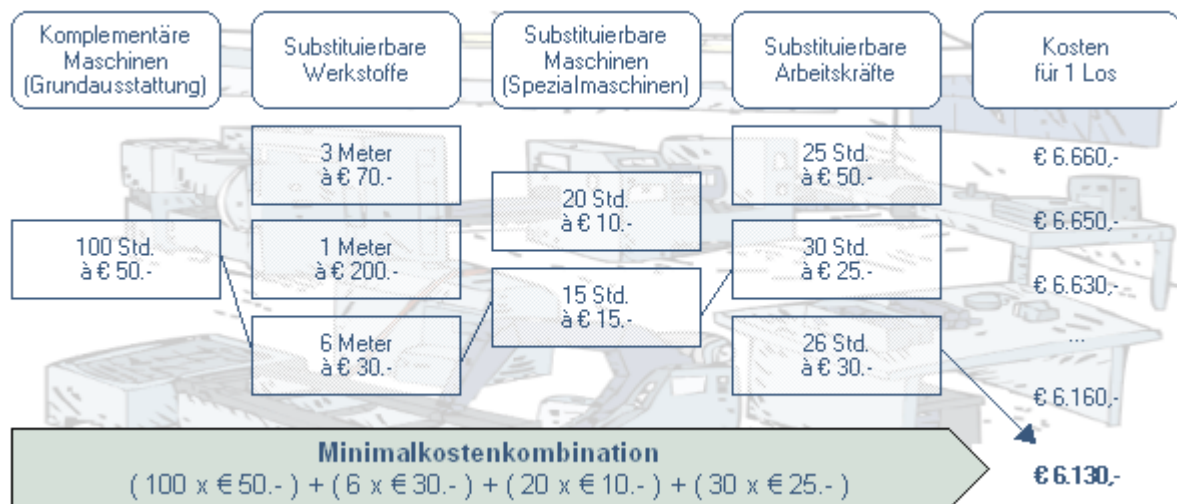 Komplementäre
Maschinen
(Grundausstattung)
Substituierbare
Werkstoffe
Substituierbare
Maschinen
(Spezialmaschinen)
Substituierbare
Arbeitskräfte
Kosten
für 1 Los
100 Std.
à € 50.-
3 Meter
à € 70.-
1 Meter
à € 200.-
6 Meter
à € 30.-
20 Std.
à € 10.-
15 Std.
à € 15.-
25 Std.
à € 50.-
30 Std.
à € 25.-
26 Std.
à € 30.-
€ 6.660,-
€ 6.650,-
€ 6.630,-
...
€ 6.160,-
€ 6.130,-
Minimalkostenkombination
( 100 x € 50.- ) + ( 6 x € 30.- ) + ( 20 x € 10.- ) + ( 30 x € 25.- )